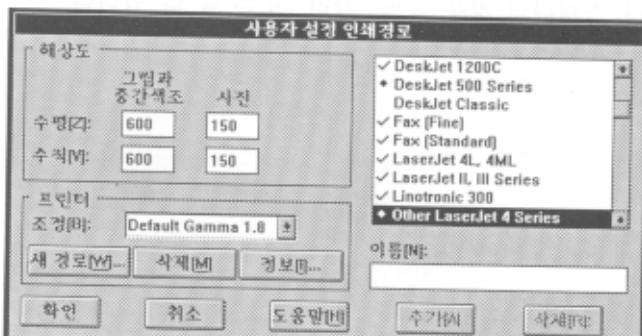 사용자 설정 인쇄경로
해상도
그림과
중간색조 사진
수평[Z]: 600 150
수직[V]: 600 150
프린터
조정[B]: Default Gamma 1.8
새 경로[W]... 삭제[M] 정보[I]...
✓ DeskJet 1200C
◆ DeskJet 500 Series
DeskJet Classic
✓ Fax (Fine)
✓ Fax (Standard)
✓ LaserJet 4L, 4ML
✓ LaserJet II, III Series
✓ Linotronic 300
◆ Other LaserJet 4 Series
이름[N]:
확인 취소 도움말[H] 추가[A] 삭제[R]: